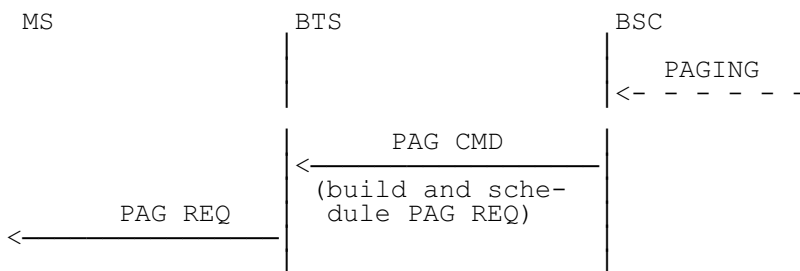 MS BTS BSC
PAGING
PAG CMD
(build and sche-
PAG REQ dule PAG REQ)